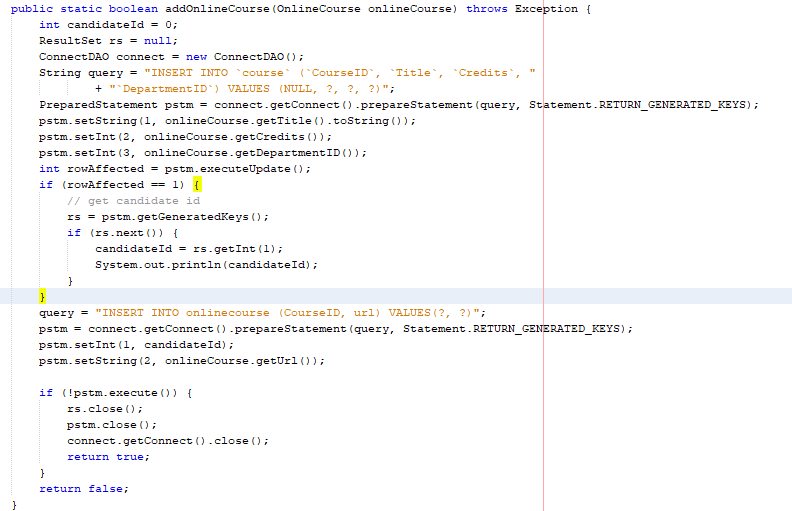 public static boolean addOnlineCourse(OnlineCourse onlineCourse) throws Exception {
    int candidateId = 0;
    ResultSet rs = null;
    ConnectDAO connect = new ConnectDAO();
    String query = "INSERT INTO `course` (`CourseID`, `Title`, `Credits`, "
            + "`DepartmentID`) VALUES (NULL, ?, ?, ?)";
    PreparedStatement pstm = connect.getConnect().prepareStatement(query, Statement.RETURN_GENERATED_KEYS);
    pstm.setString(1, onlineCourse.getTitle().toString());
    pstm.setInt(2, onlineCourse.getCredits());
    pstm.setInt(3, onlineCourse.getDepartmentID());
    int rowAffected = pstm.executeUpdate();
    if (rowAffected == 1) {
        // get candidate id
        rs = pstm.getGeneratedKeys();
        if (rs.next()) {
            candidateId = rs.getInt(1);
            System.out.println(candidateId);
        }
    }
    query = "INSERT INTO onlinecourse (CourseID, url) VALUES(?, ?)";
    pstm = connect.getConnect().prepareStatement(query, Statement.RETURN_GENERATED_KEYS);
    pstm.setInt(1, candidateId);
    pstm.setString(2, onlineCourse.getUrl());

    if (!pstm.execute()) {
        rs.close();
        pstm.close();
        connect.getConnect().close();
        return true;
    }
    return false;
}